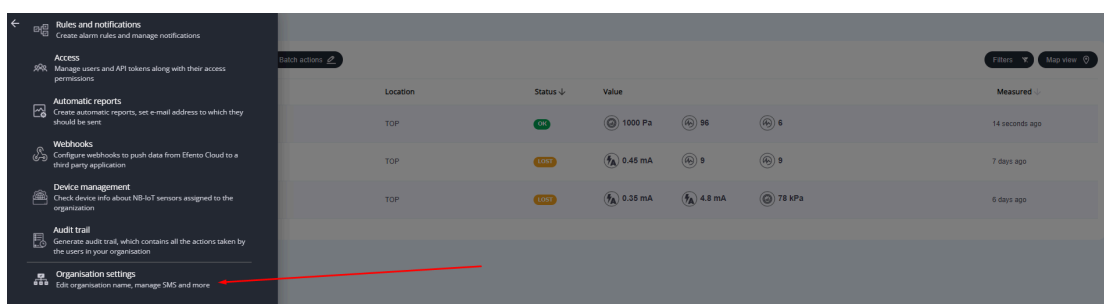 Rules and notifications
Create alarm rules and manage notifications
Access
Manage users and API tokens along with their access
permissions
Automatic reports
Create automatic reports, set e-mail address to which they
should be sent
Webhooks
Configure webhooks to push data from Efento Cloud to a
third party application
Device management
Check device info about NB-IoT sensors assigned to the
organization
Audit trail
Generate audit trail, which contains all the actions taken by
the users in your organisation
Organisation settings
Edit organisation name, manage SMS and more
Batch actions Filters Map view
Location Status Value Measured
TOP OK 1000 Pa 96 6 14 seconds ago
TOP LOST 0.45 mA 9 9 7 days ago
TOP LOST 0.35 mA 4.8 mA 78 kPa 6 days ago